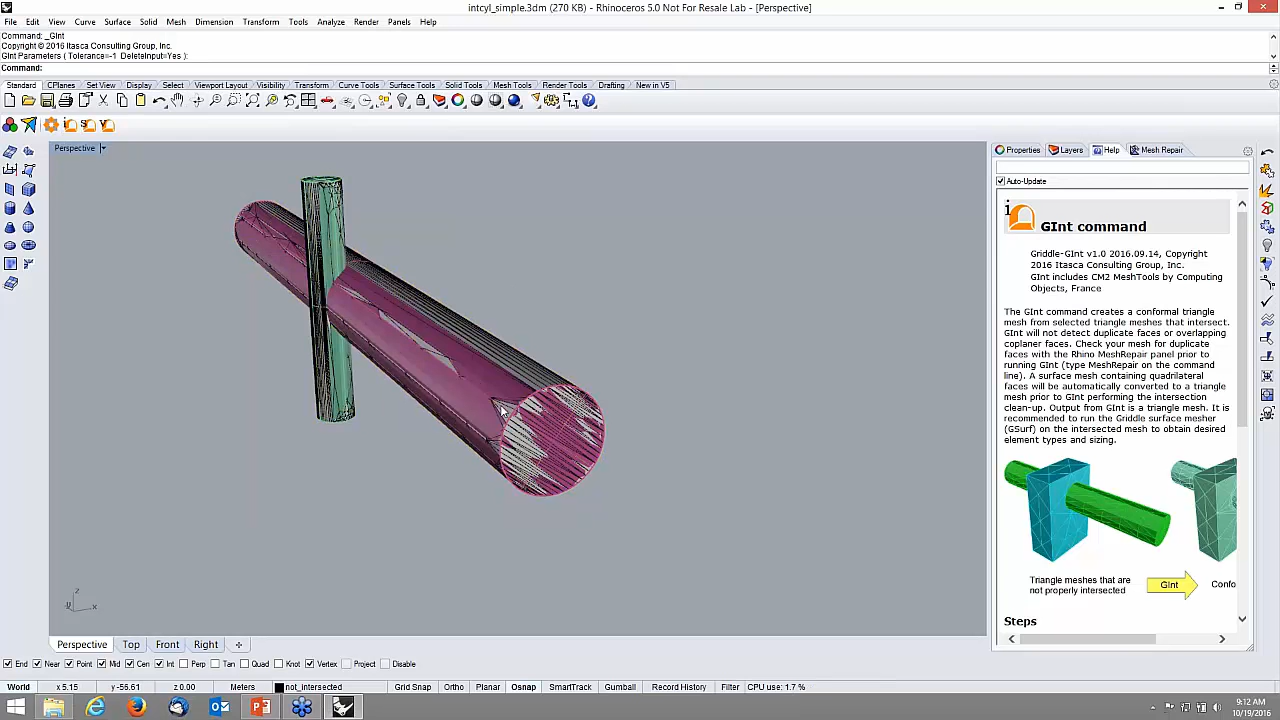 intcyl_simple.3dm (270 KB) - Rhinoceros 5.0 Not For Resale Lab - [Perspective]
File Edit View Curve Surface Solid Mesh Dimension Transform Tools Analyze Render Panels Help
Command: _GInt
Copyright © 2016 Itasca Consulting Group, Inc.
GInt Parameters ( Tolerance=-1 DeleteInput=Yes ):
Command:
Standard CPlanes Set View Display Select Viewport Layout Visibility Transform Curve Tools Surface Tools Solid Tools Mesh Tools Render Tools Drafting New in V5
Perspective
Properties Layers Help Mesh Repair
Auto-Update
GInt command
Griddle-GInt v1.0 2016.09.14, Copyright
2016 Itasca Consulting Group, Inc.
GInt includes CM2 MeshTools by Computing
Objects, France
The GInt command creates a conformal triangle
mesh from selected triangle meshes that intersect.
GInt will not detect duplicate faces or overlapping
coplaner faces. Check your mesh for duplicate
faces with the Rhino MeshRepair panel prior to
running GInt (type MeshRepair on the command
line). A surface mesh containing quadrilateral
faces will be automatically converted to a triangle
mesh prior to GInt performing the intersection
clean-up. Output from GInt is a triangle mesh. It is
recommended to run the Griddle surface mesher
(GSurf) on the intersected mesh to obtain desired
element types and sizing.
Triangle meshes that are
not properly intersected
GInt
Confo
Steps
z
y x
Perspective Top Front Right
End Near Point Mid Cen Int Perp Tan Quad Knot Vertex Project Disable
World x 5.15 y -55.61 z 0.00 Meters not_intersected Grid Snap Ortho Planar Osnap SmartTrack Gumball Record History Filter CPU use: 1.7 %
9:12 AM
10/19/2016